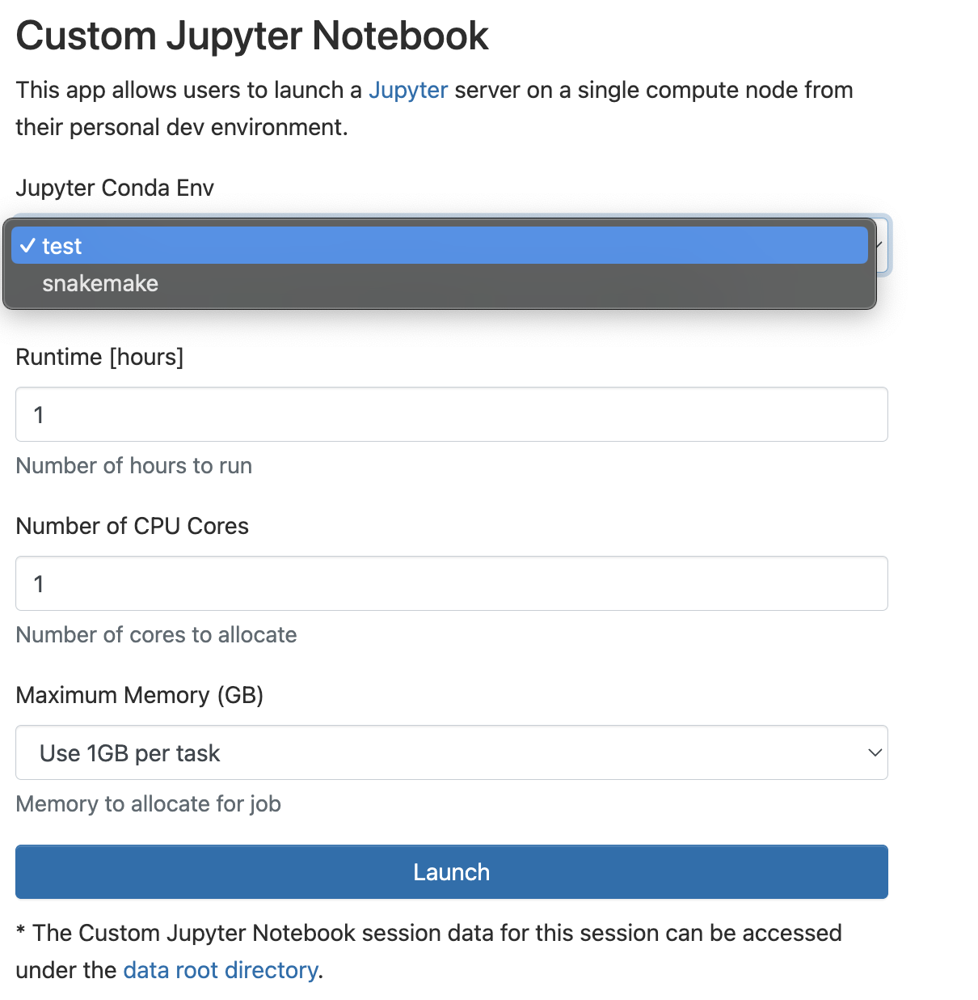 Custom Jupyter Notebook
This app allows users to launch a Jupyter server on a single compute node from
their personal dev environment.
Jupyter Conda Env
✓ test
snakemake
Runtime [hours]
1
Number of hours to run
Number of CPU Cores
1
Number of cores to allocate
Maximum Memory (GB)
Use 1GB per task
Memory to allocate for job
Launch
* The Custom Jupyter Notebook session data for this session can be accessed
under the data root directory.